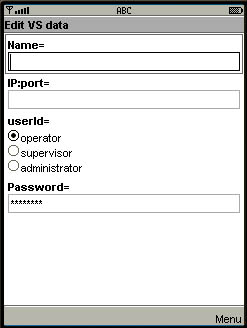 ABC
Edit VS data
Name=
IP:port=
userId=
operator
supervisor
administrator
Password=
********
Menu